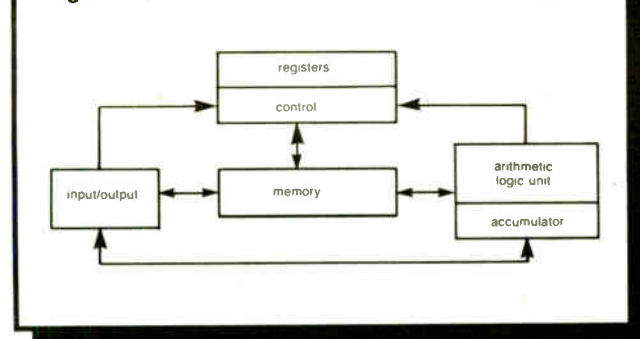 registers
control
input/output
memory
arithmetic
logic unit
accumulator